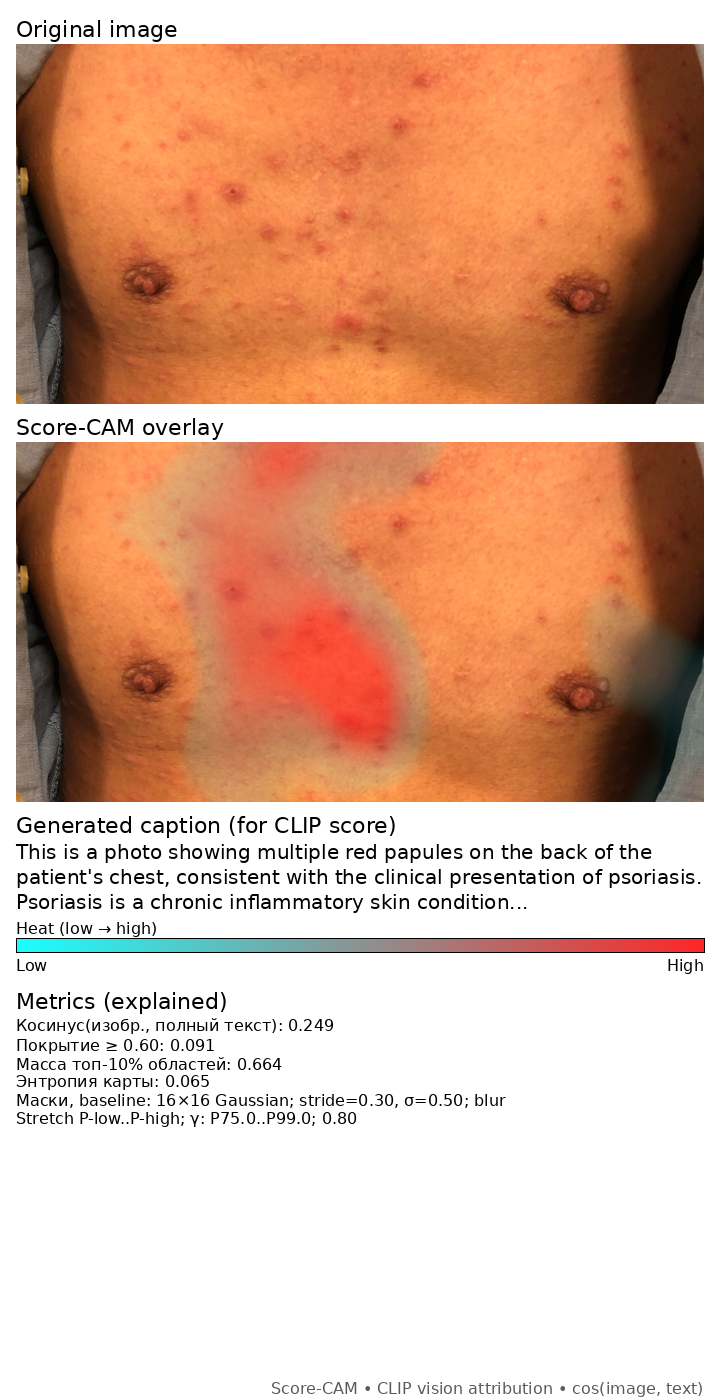 Original image
Score-CAM overlay
Generated caption (for CLIP score)
This is a photo showing multiple red papules on the back of the
patient's chest, consistent with the clinical presentation of psoriasis.
Psoriasis is a chronic inflammatory skin condition...
Heat (low → high)
Low High
Metrics (explained)
Косинус(изобр., полный текст): 0.249
Покрытие ≥ 0.60: 0.091
Масса топ-10% областей: 0.664
Энтропия карты: 0.065
Маски, baseline: 16×16 Gaussian; stride=0.30, σ=0.50; blur
Stretch P-low..P-high; γ: P75.0..P99.0; 0.80
Score-CAM • CLIP vision attribution • cos(image, text)